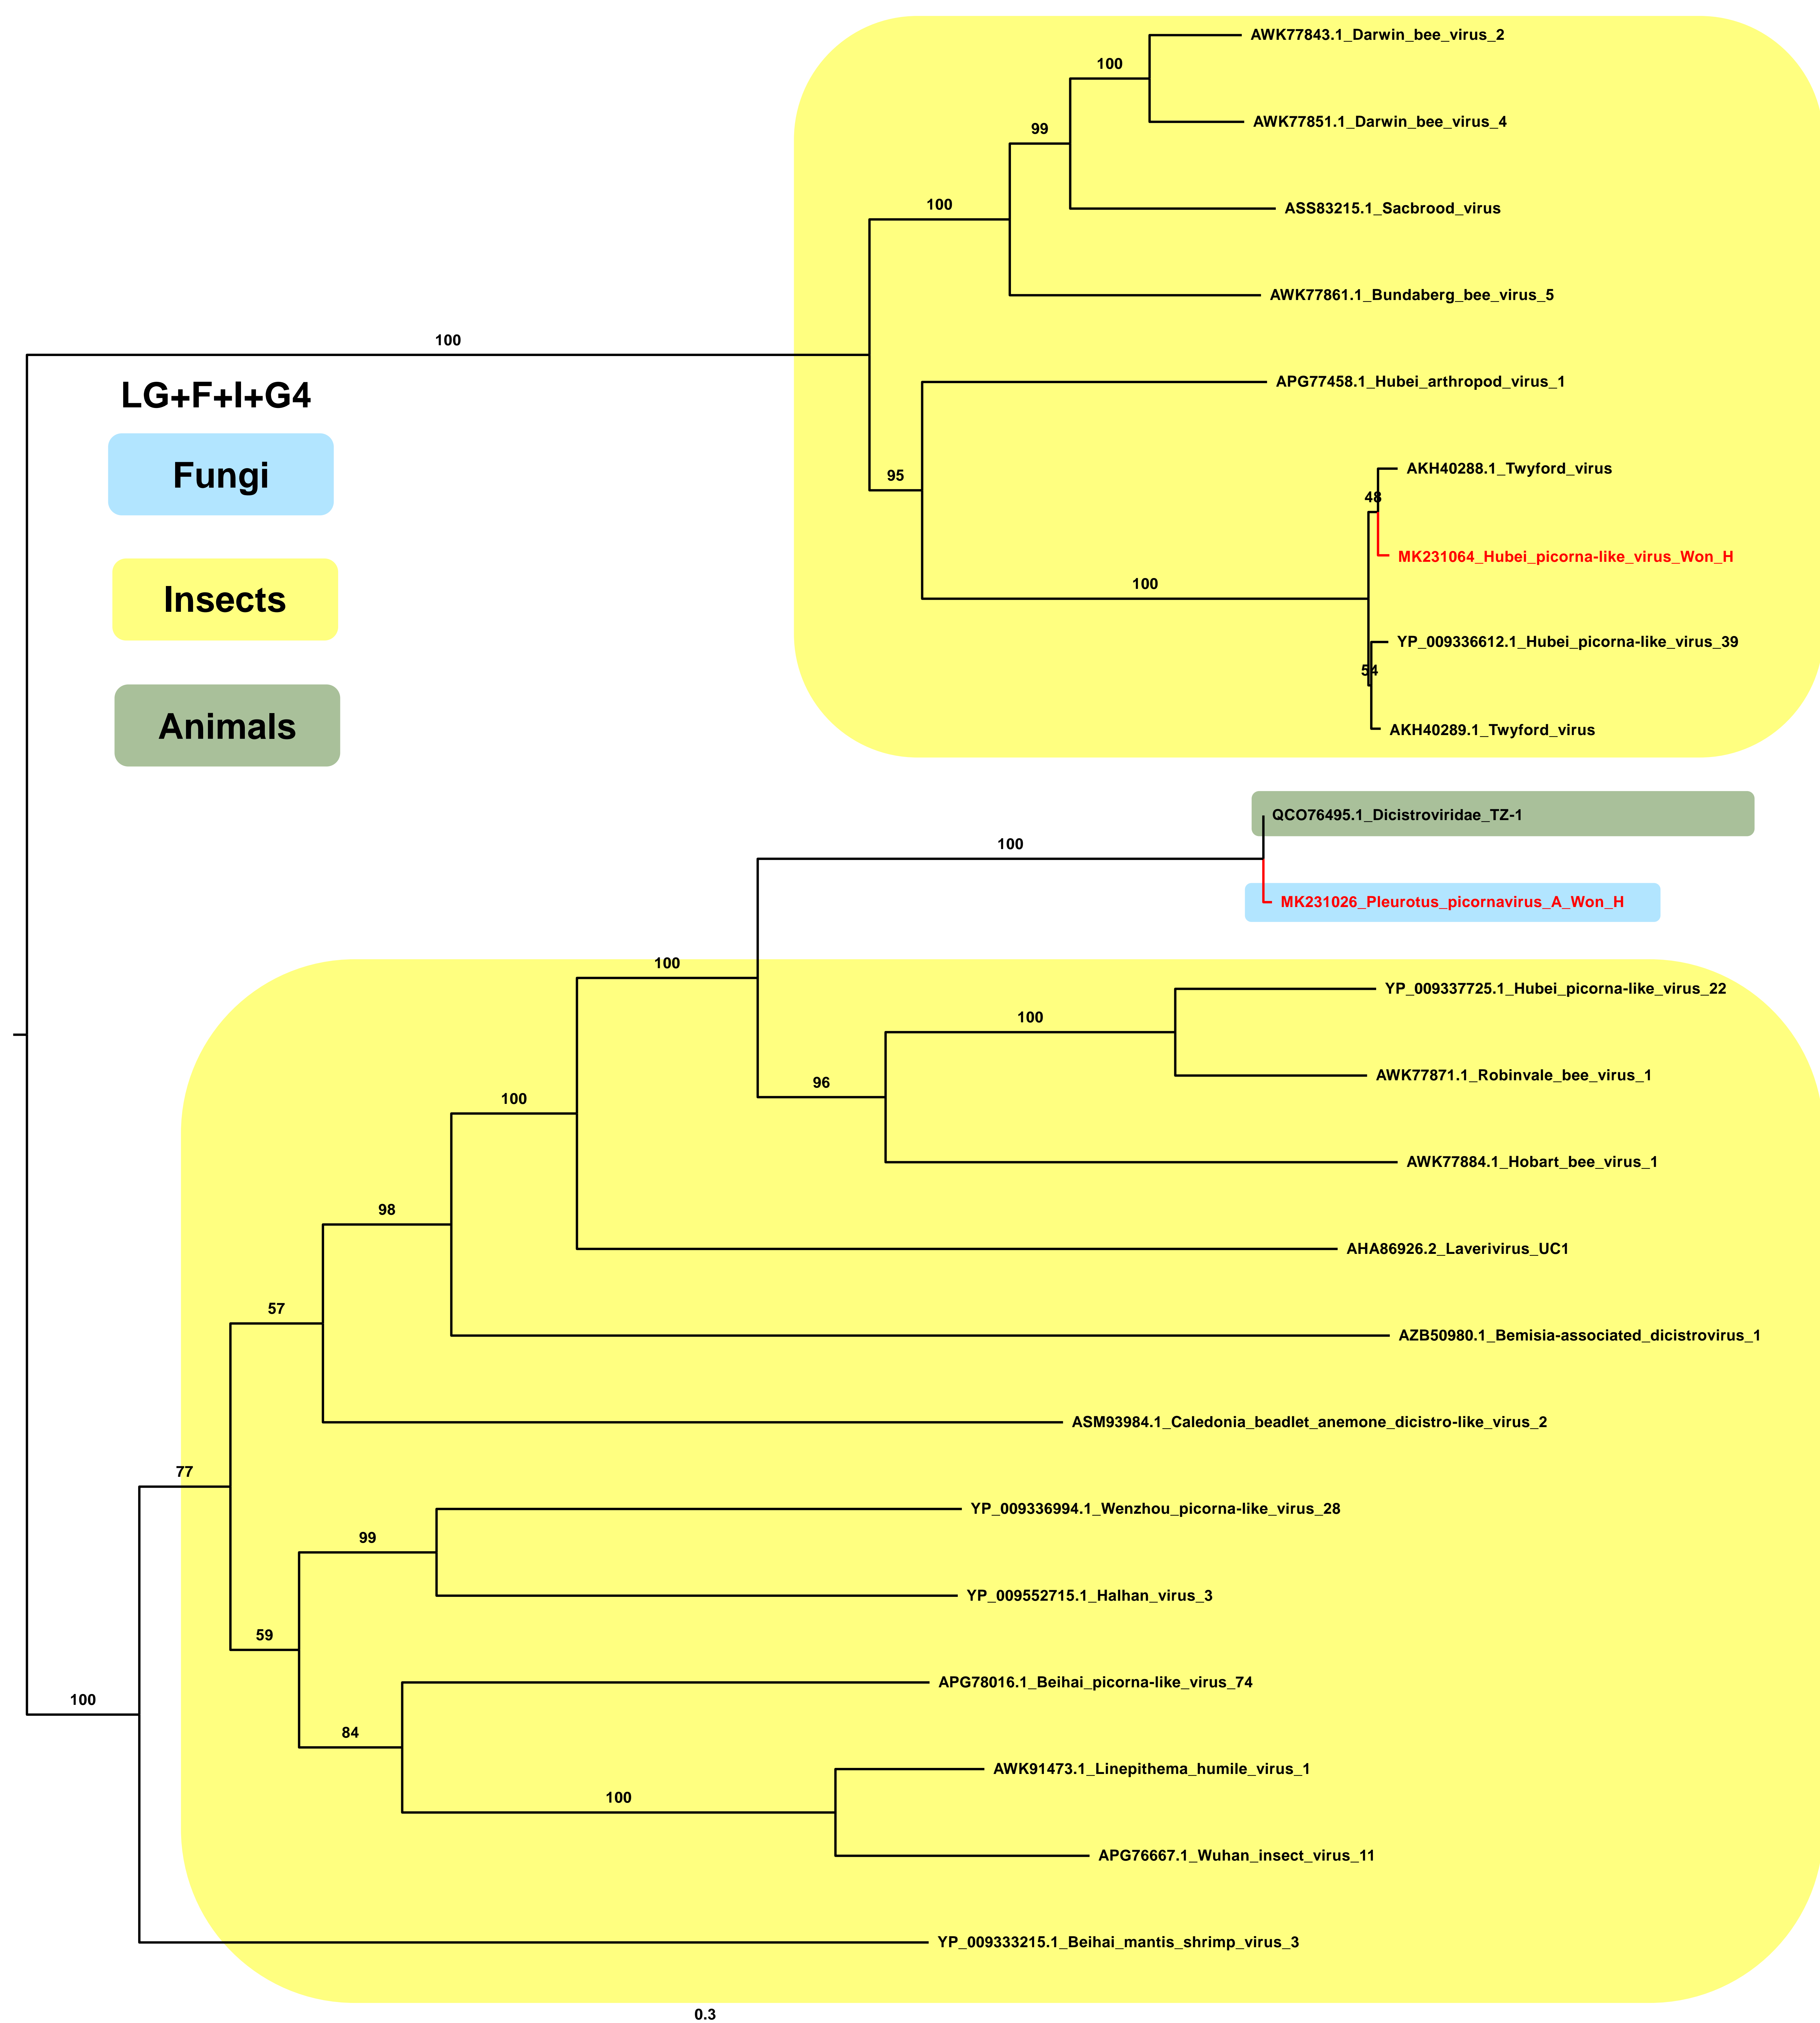 AWK77843.1_Darwin_bee_virus_2
100
AWK77851.1_Darwin_bee_virus_4
99
ASS83215.1_Sacbrood_virus
100
AWK77861.1_Bundaberg_bee_virus_5
100
APG77458.1_Hubei_arthropod_virus_1
LG+F+I+G4
Fungi
Insects
Animals
95
AKH40288.1_Twyford_virus
48
MK231064_Hubei_picorna-like_virus_Won_H
100
YP_009336612.1_Hubei_picorna-like_virus_39
54
AKH40289.1_Twyford_virus
QCO76495.1_Dicistroviridae_TZ-1
100
MK231026_Pleurotus_picornavirus_A_Won_H
100
YP_009337725.1_Hubei_picorna-like_virus_22
100
AWK77871.1_Robinvale_bee_virus_1
96
100
AWK77884.1_Hobart_bee_virus_1
98
AHA86926.2_Laverivirus_UC1
57
AZB50980.1_Bemisia-associated_dicistrovirus_1
ASM93984.1_Caledonia_beadlet_anemone_dicistro-like_virus_2
77
YP_009336994.1_Wenzhou_picorna-like_virus_28
99
YP_009552715.1_Halhan_virus_3
59
APG78016.1_Beihai_picorna-like_virus_74
100
84
AWK91473.1_Linepithema_humile_virus_1
100
APG76667.1_Wuhan_insect_virus_11
YP_009333215.1_Beihai_mantis_shrimp_virus_3
0.3